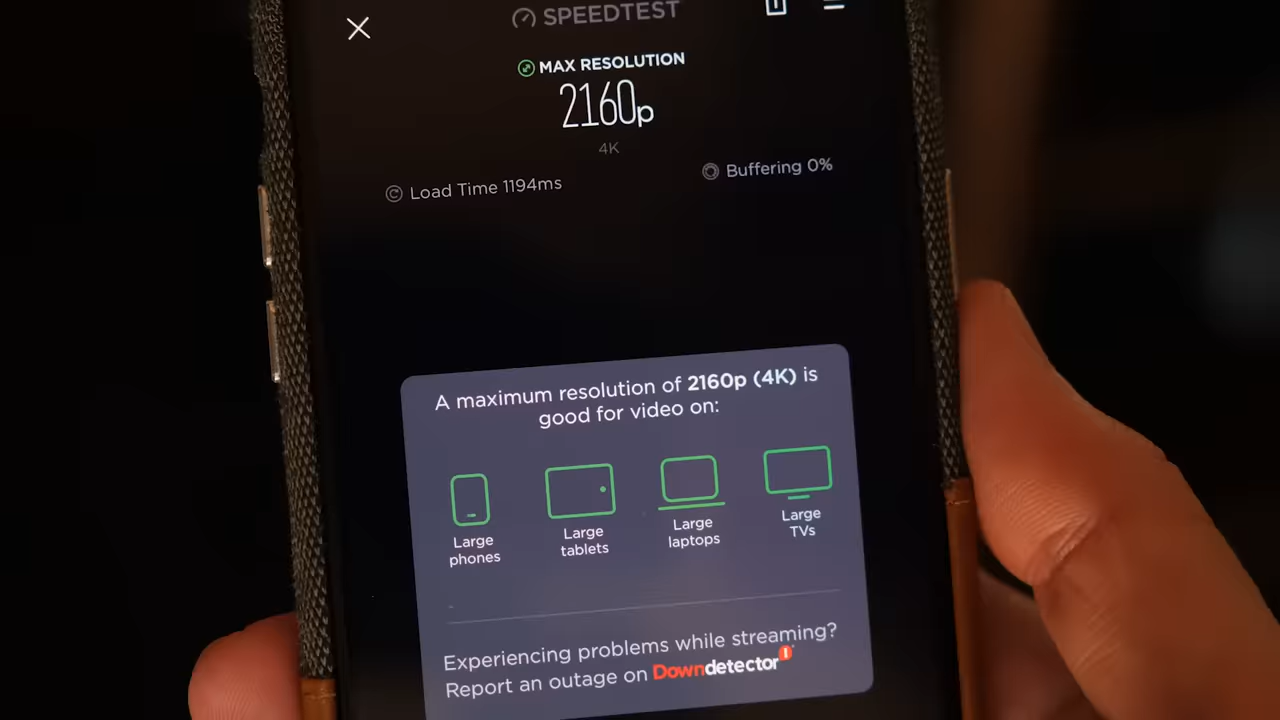 SPEEDTEST
MAX RESOLUTION
2160p
4K
Load Time 1194ms
Buffering 0%
A maximum resolution of 2160p (4K) is
good for video on:
Large
phones
Large
tablets
Large
laptops
Large
TVs
Experiencing problems while streaming?
Report an outage on Downdetector